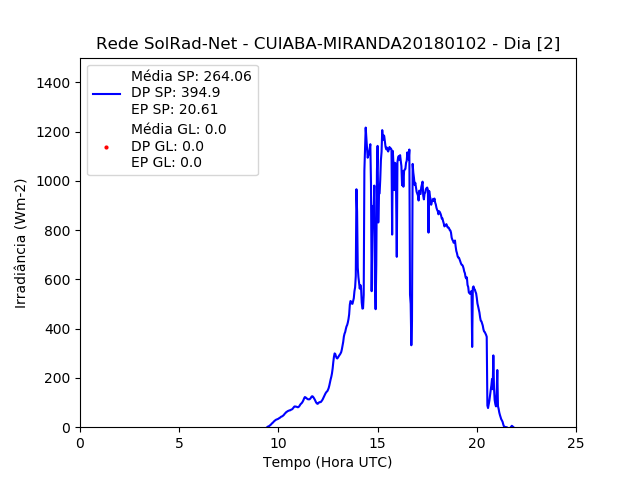 Rede SolRad-Net - CUIABA-MIRANDA20180102 - Dia [2]
Média SP: 264.06
DP SP: 394.9
EP SP: 20.61
Média GL: 0.0
DP GL: 0.0
EP GL: 0.0
Irradiância (Wm-2)
1400
1200
1000
800
600
400
200
0
0 5 10 15 20 25
Tempo (Hora UTC)